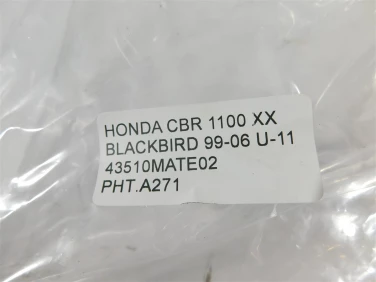 HONDA CBR 1100 XX
BLACKBIRD 99-06 U-11
43510MATE02
PHT.A271